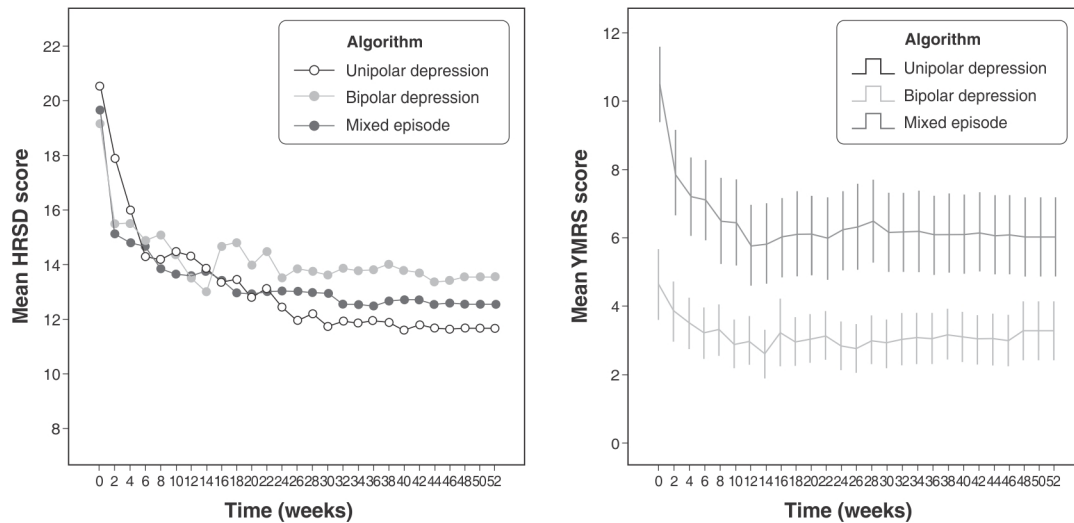 Mean HRSD score
22
20
18
16
14
12
10
8
Algorithm
Unipolar depression
Bipolar depression
Mixed episode
0 2 4 6 8 10 12 14 16 18 20 22 24 26 28 30 32 34 36 38 40 42 44 46 48 50 52
Time (weeks)
Mean YMRS score
12
10
8
6
4
2
0
Algorithm
Unipolar depression
Bipolar depression
Mixed episode
0 2 4 6 8 10 12 14 16 18 20 22 24 26 28 30 32 34 36 38 40 42 44 46 48 50 52
Time (weeks)